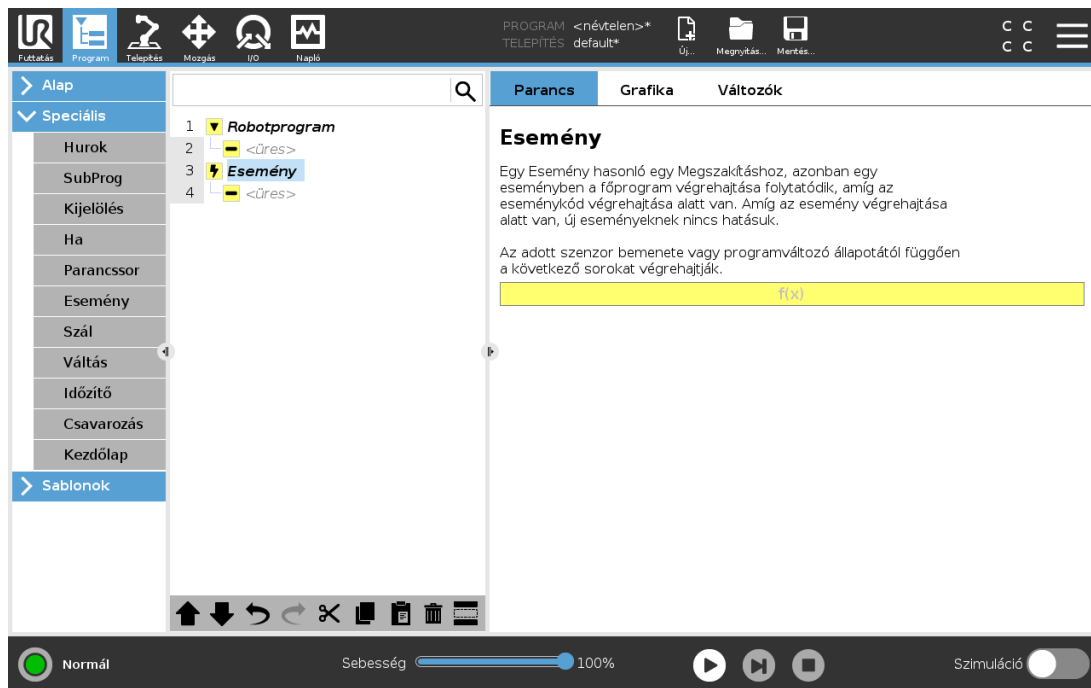 PROGRAM <névtelen>*
TELEPÍTÉS default*
C C
C C
Futtatás Program Telepítés Mozgás I/O Napló Új... Megnyitás... Mentés...
Alap
Speciális
Hurok
SubProg
Kijelölés
Ha
Parancssor
Esemény
Szál
Váltás
Időzítő
Csavarozás
Kezdőlap
Sablonok
1 Robotprogram
2 <üres>
3 Esemény
4 <üres>
Parancs Grafika Változók
Esemény
Egy Esemény hasonló egy Megszakításhoz, azonban egy
eseményben a főprogram végrehajtása folytatódik, amíg az
eseménykód végrehajtása alatt van. Amíg az esemény végrehajtása
alatt van, új eseményeknek nincs hatásuk.
Az adott szenzor bemenete vagy programváltozó állapotától függően
a következő sorokat végrehajtják.
f(x)
Normál
Sebesség 100%
Szimuláció